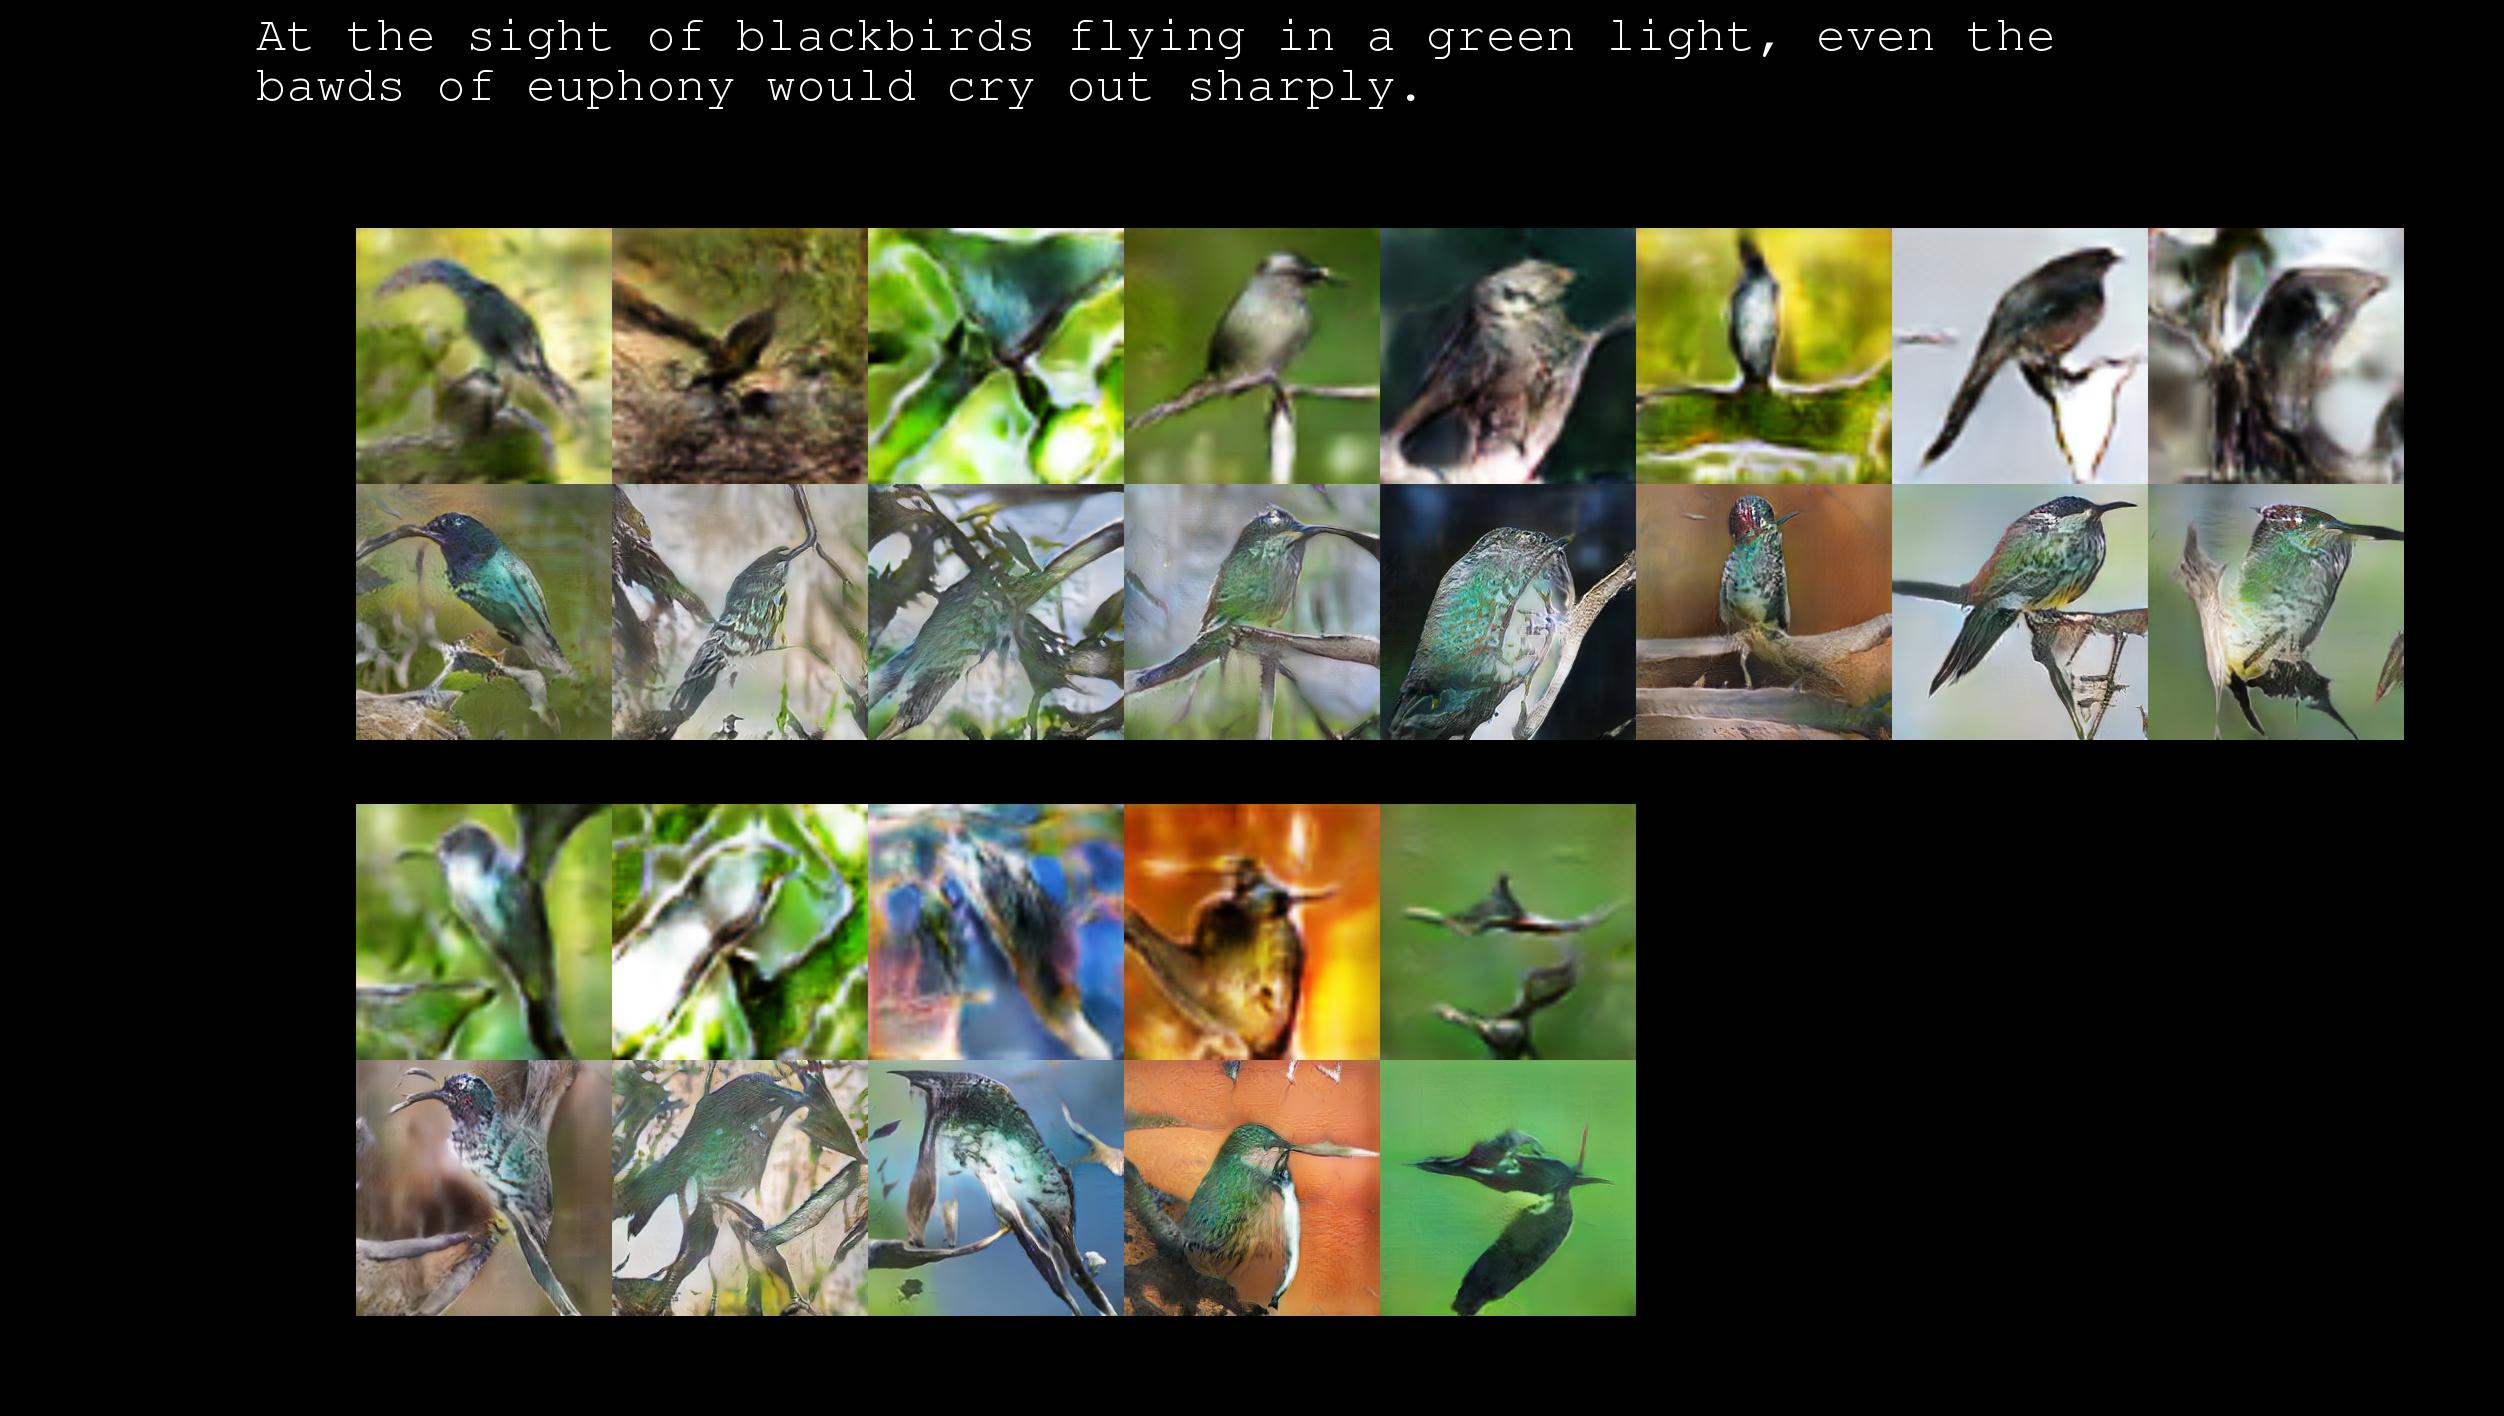 At the sight of blackbirds flying in a green light, even the
bawds of euphony would cry out sharply.